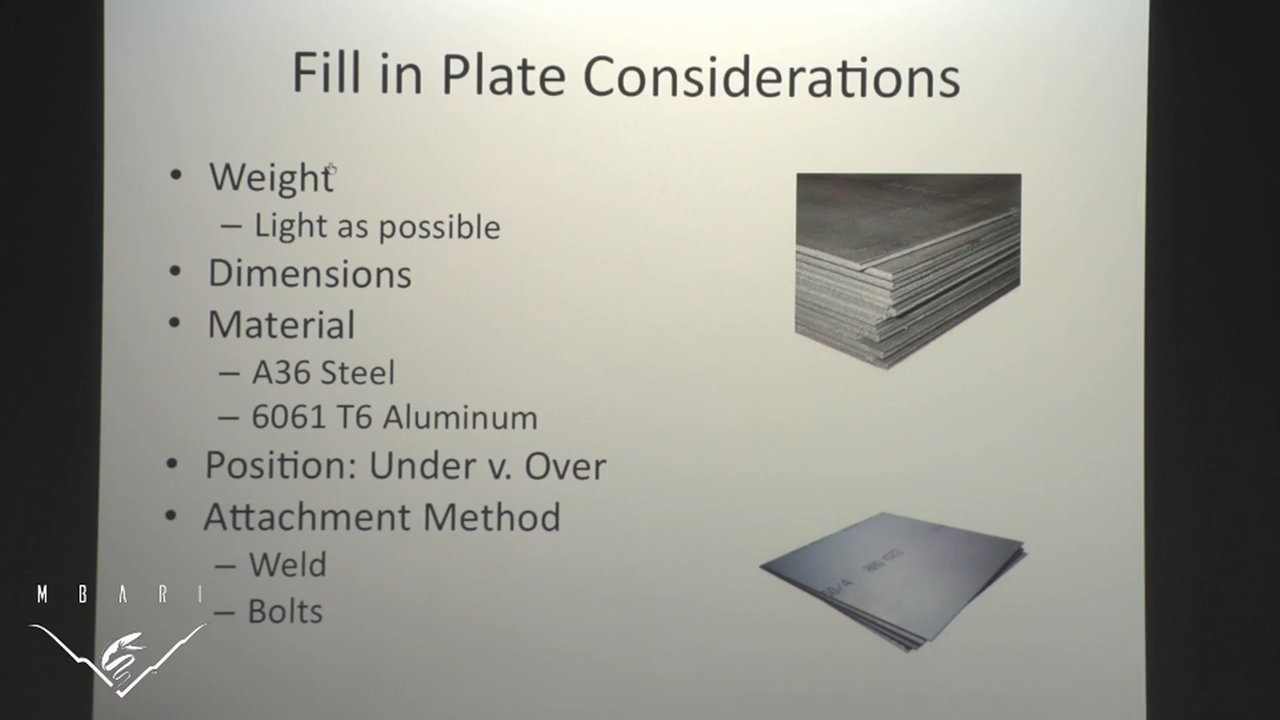 Fill in Plate Considerations
• Weight
– Light as possible
• Dimensions
• Material
– A36 Steel
– 6061 T6 Aluminum
• Position: Under v. Over
• Attachment Method
– Weld
– Bolts
MBARI